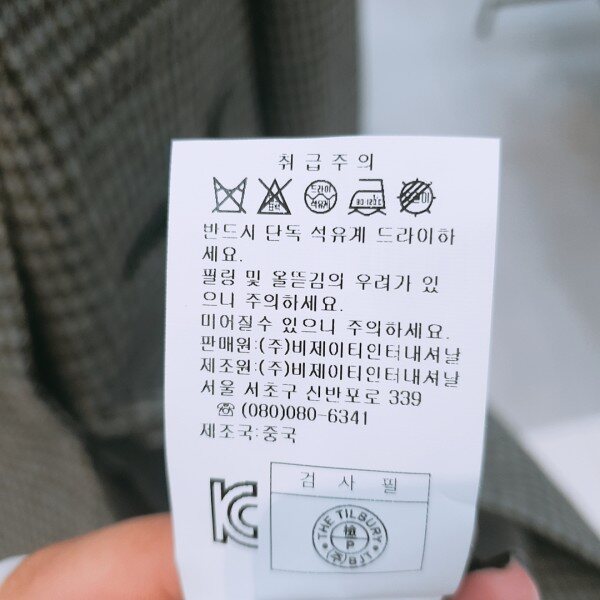 취급주의
드라이
석유계
80-120℃
반드시 단독 석유계 드라이하
세요.
필링 및 올뜯김의 우려가 있
으니 주의하세요.
미어질수 있으니 주의하세요.
판매원:(주)비제이티인터내셔날
제조원:(주)비제이티인터내셔날
서울 서초구 신반포로 339
☎ (080)080-6341
제조국:중국
검 사 필
THE TILBURY
檢
P
(주)BJT